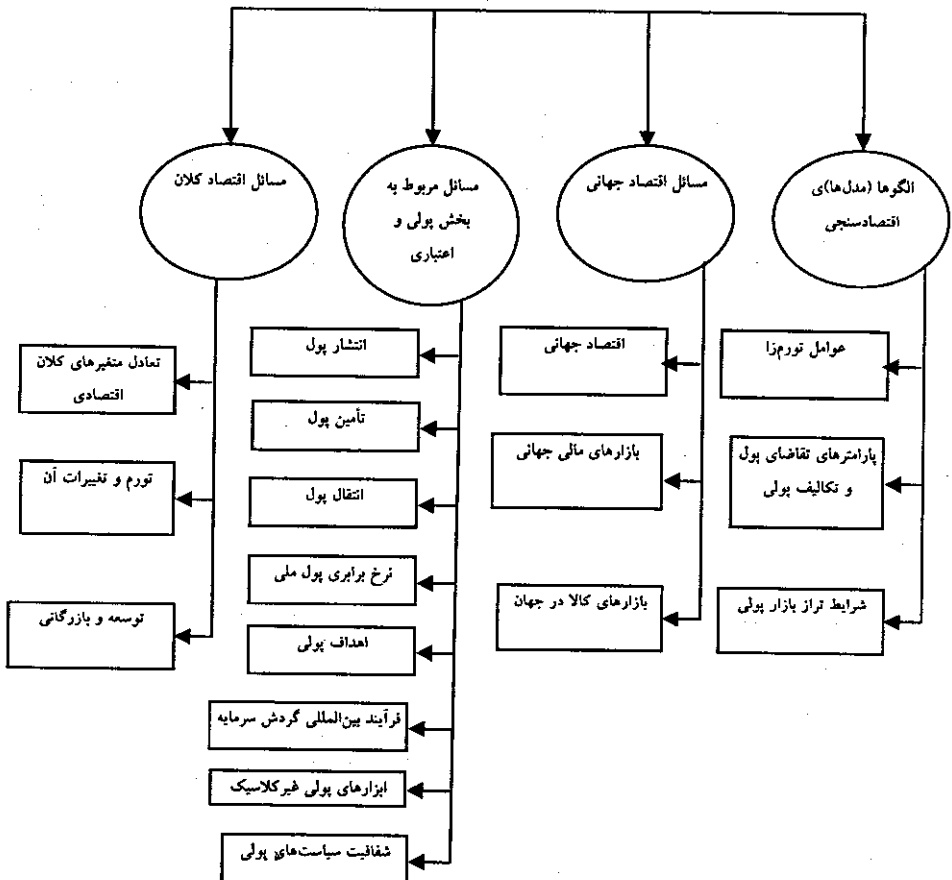 الگوها (مدل‌ها)ی
اقتصادسنجی
عوامل تورم‌زا
پارامترهای تقاضای پول
و تکالیف پولی
شرایط تراز بازار پولی
مسائل اقتصاد جهانی
اقتصاد جهانی
بازارهای مالی جهانی
بازارهای کالا در جهان
مسائل مربوط به
بخش پولی و
اعتباری
انتشار پول
تأمین پول
انتقال پول
نرخ برابری پول ملی
اهداف پولی
فرآیند بین‌المللی گردش سرمایه
ابزارهای پولی غیرکلاسیک
شفافیت سیاست‌های پولی
مسائل اقتصاد کلان
تعادل متغیرهای کلان
اقتصادی
تورم و تغییرات آن
توسعه و بازرگانی